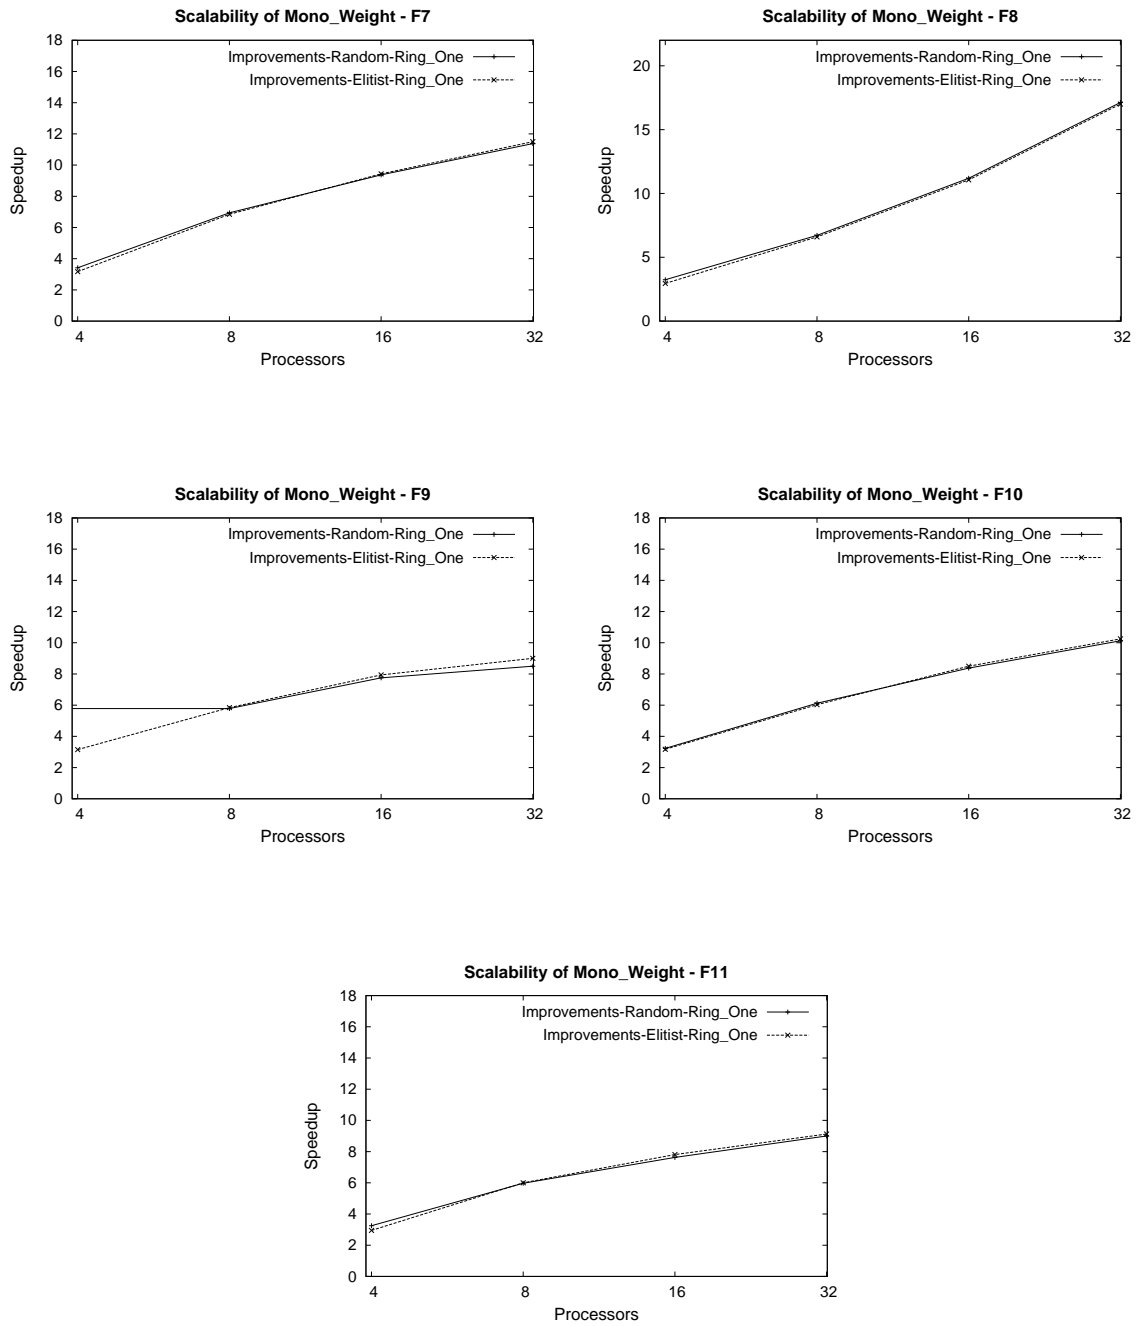 Scalability of Mono_Weight - F7
18
16
14
12
10
8
6
4
2
0
Speedup
Improvements-Random-Ring_One
Improvements-Elitist-Ring_One
4 8 16 32
Processors
Scalability of Mono_Weight - F8
20
15
10
5
0
Speedup
Improvements-Random-Ring_One
Improvements-Elitist-Ring_One
4 8 16 32
Processors
Scalability of Mono_Weight - F9
18
16
14
12
10
8
6
4
2
0
Speedup
Improvements-Random-Ring_One
Improvements-Elitist-Ring_One
4 8 16 32
Processors
Scalability of Mono_Weight - F10
18
16
14
12
10
8
6
4
2
0
Speedup
Improvements-Random-Ring_One
Improvements-Elitist-Ring_One
4 8 16 32
Processors
Scalability of Mono_Weight - F11
18
16
14
12
10
8
6
4
2
0
Speedup
Improvements-Random-Ring_One
Improvements-Elitist-Ring_One
4 8 16 32
Processors